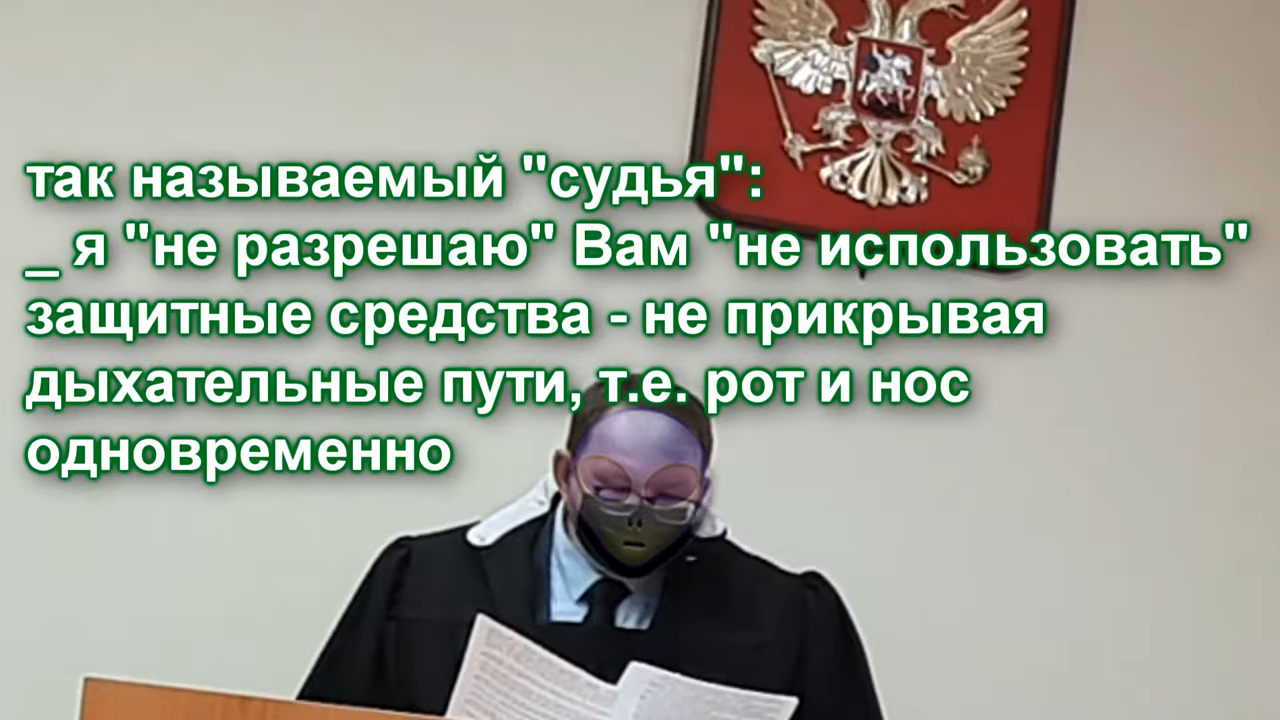 так называемый "судья":
_ я "не разрешаю" Вам "не использовать"
защитные средства - не прикрывая
дыхательные пути, т.е. рот и нос
одновременно